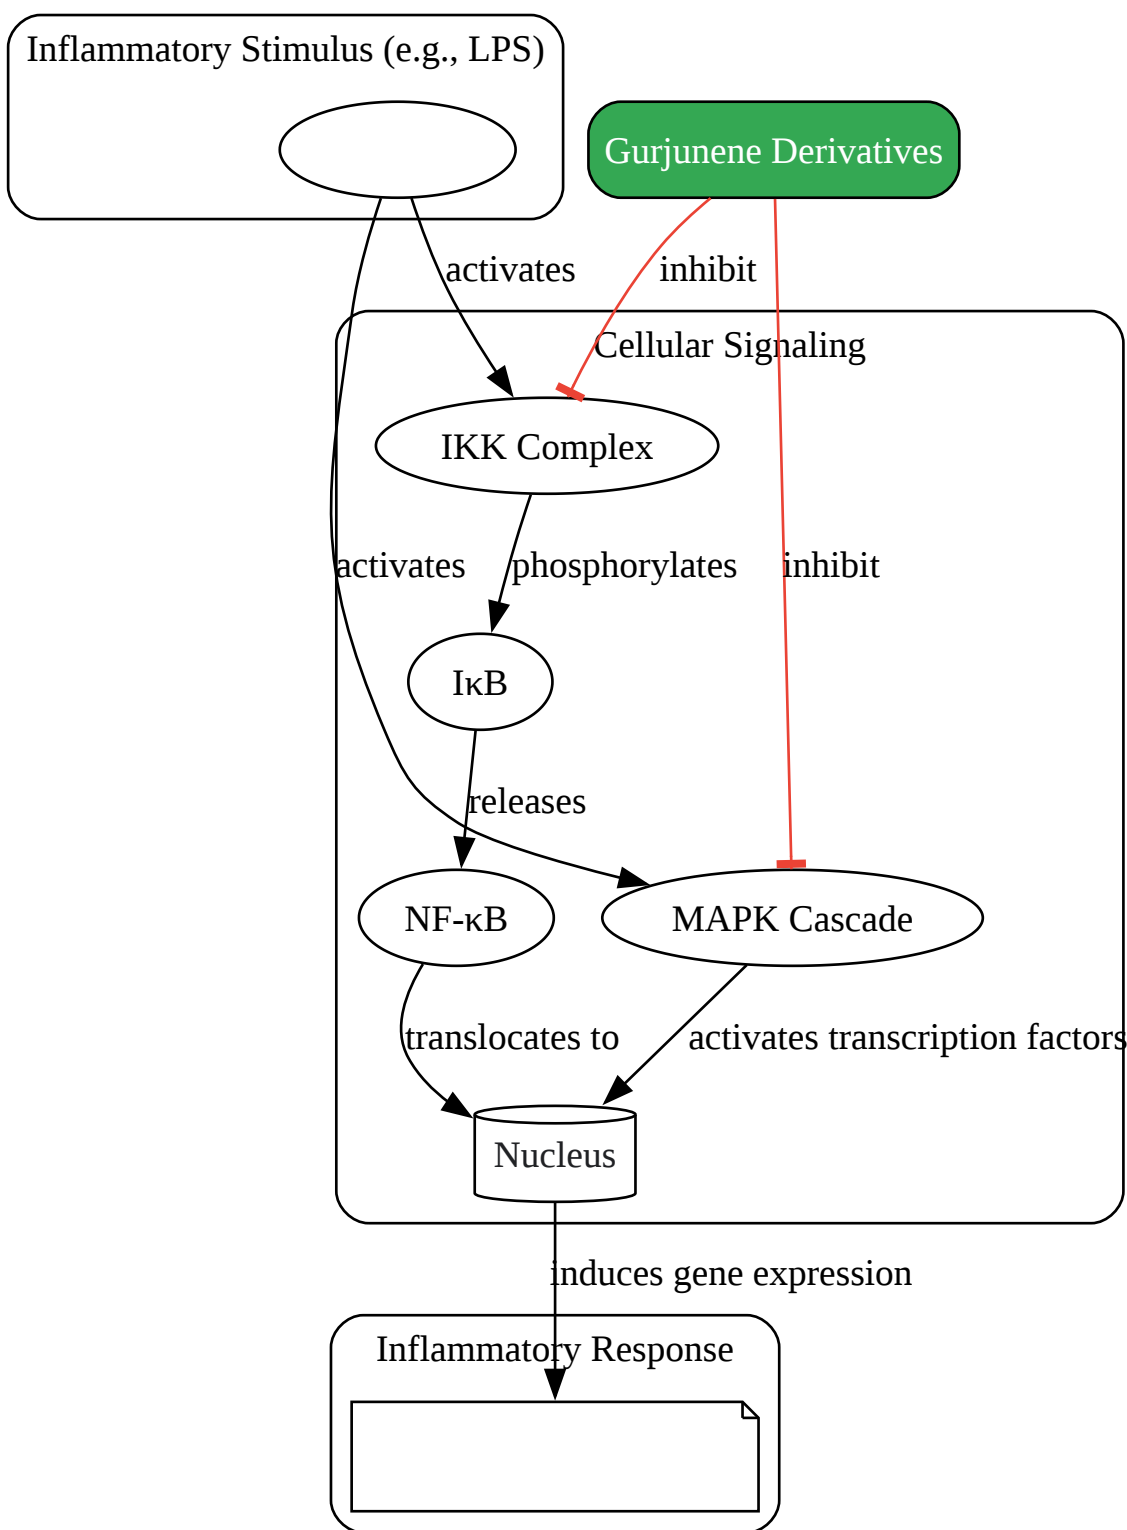 Inflammatory Stimulus (e.g., LPS)
Gurjunene Derivatives
activates
inhibit
Cellular Signaling
IKK Complex
activates
phosphorylates
inhibit
IκB
releases
NF-κB
MAPK Cascade
translocates to
activates transcription factors
Nucleus
induces gene expression
Inflammatory Response